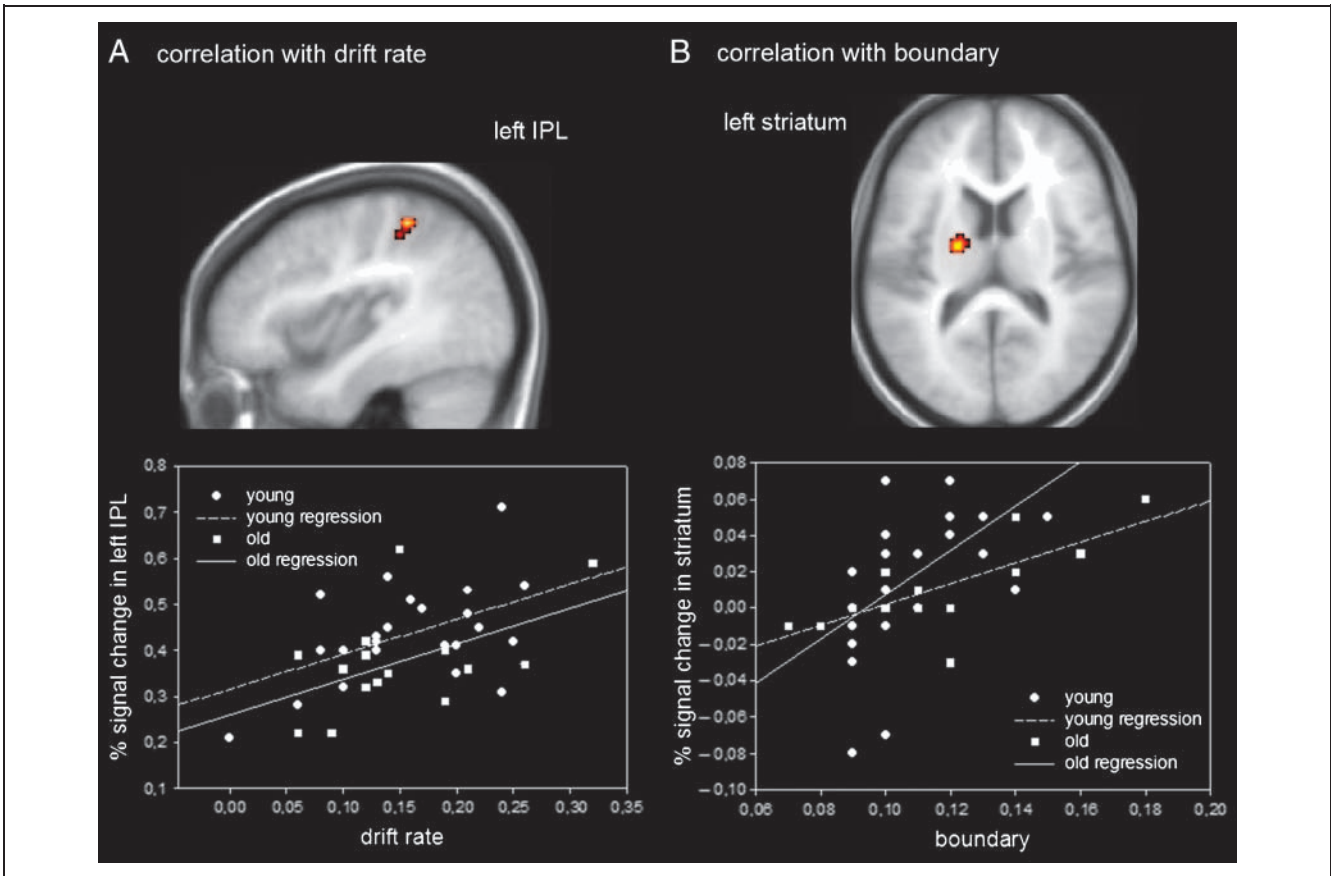 A correlation with drift rate
left IPL
% signal change in left IPL
0,8
0,7
0,6
0,5
0,4
0,3
0,2
0,1
young
young regression
old
old regression
0,00 0,05 0,10 0,15 0,20 0,25 0,30 0,35
drift rate
B correlation with boundary
left striatum
% signal change in striatum
0,08
0,06
0,04
0,02
0,00
−0,02
−0,04
−0,06
−0,08
−0,10
young
young regression
old
old regression
0,06 0,08 0,10 0,12 0,14 0,16 0,18 0,20
boundary